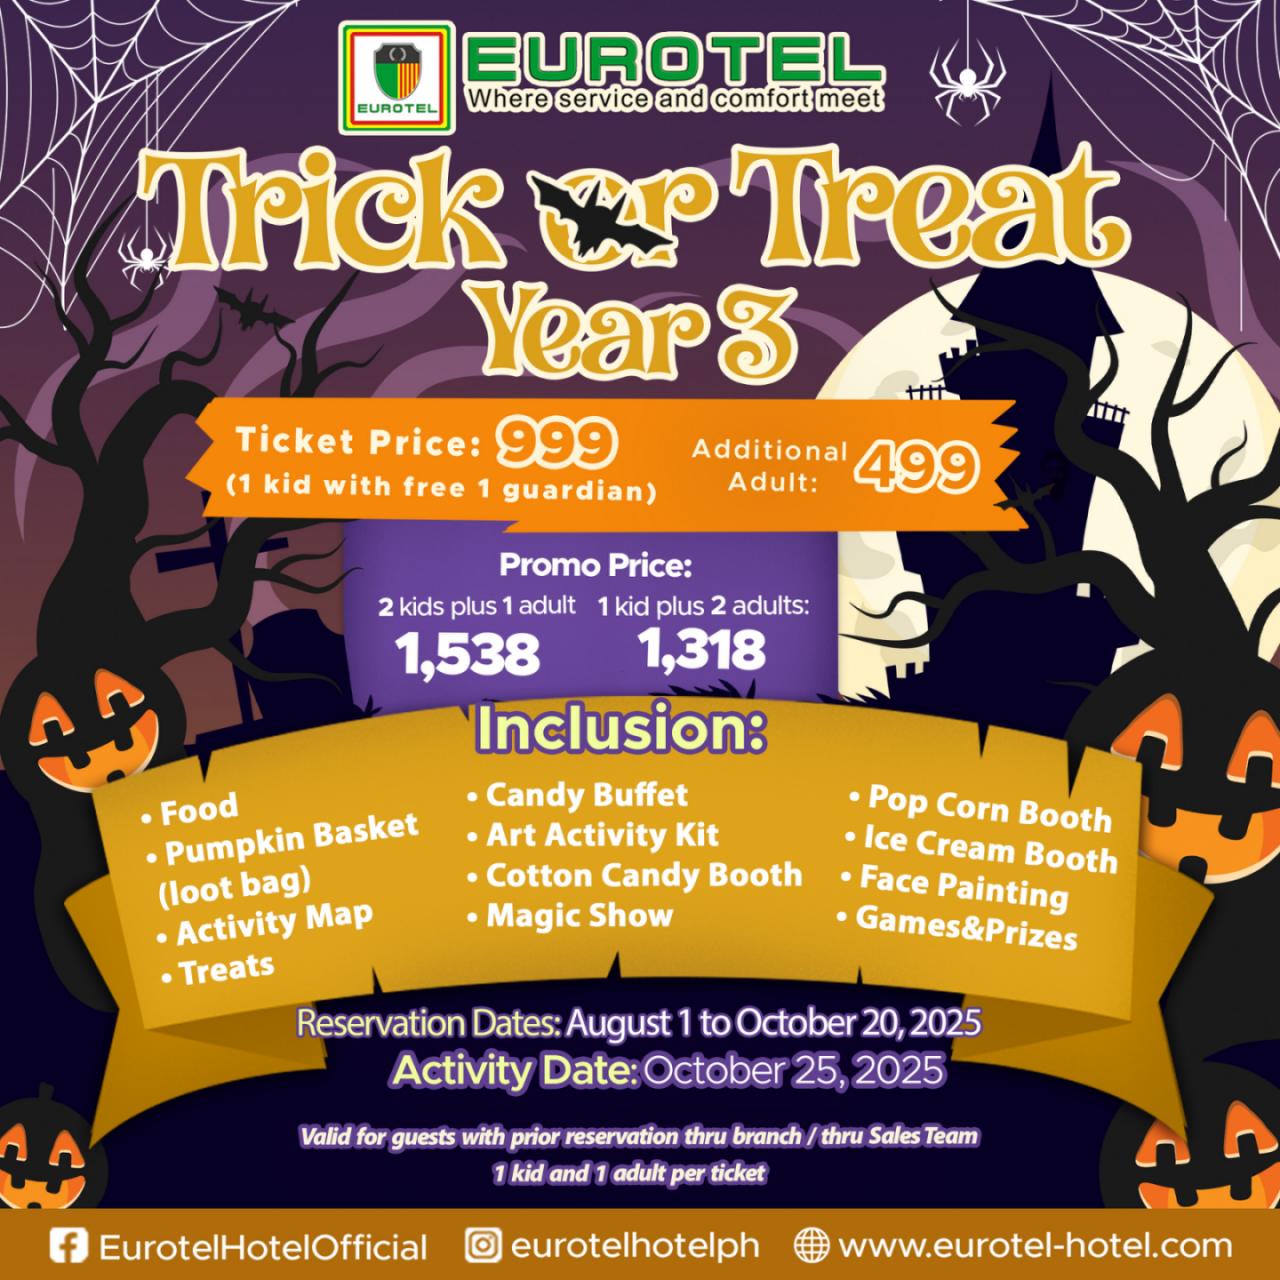 EUROTEL
EUROTEL
Where service and comfort meet
Trick or Treat
Year 3
Ticket Price: 999
(1 kid with free 1 guardian)
Additional
Adult: 499
Promo Price:
2 kids plus 1 adult
1,538
1 kid plus 2 adults:
1,318
Inclusion:
• Food
• Pumpkin Basket
(loot bag)
• Activity Map
• Treats
• Candy Buffet
• Art Activity Kit
• Cotton Candy Booth
• Magic Show
• Pop Corn Booth
• Ice Cream Booth
• Face Painting
• Games&Prizes
Reservation Dates: August 1 to October 20, 2025
Activity Date: October 25, 2025
Valid for guests with prior reservation thru branch / thru Sales Team
1 kid and 1 adult per ticket
EurotelHotelOfficial
eurotelhotelph
www.eurotel-hotel.com